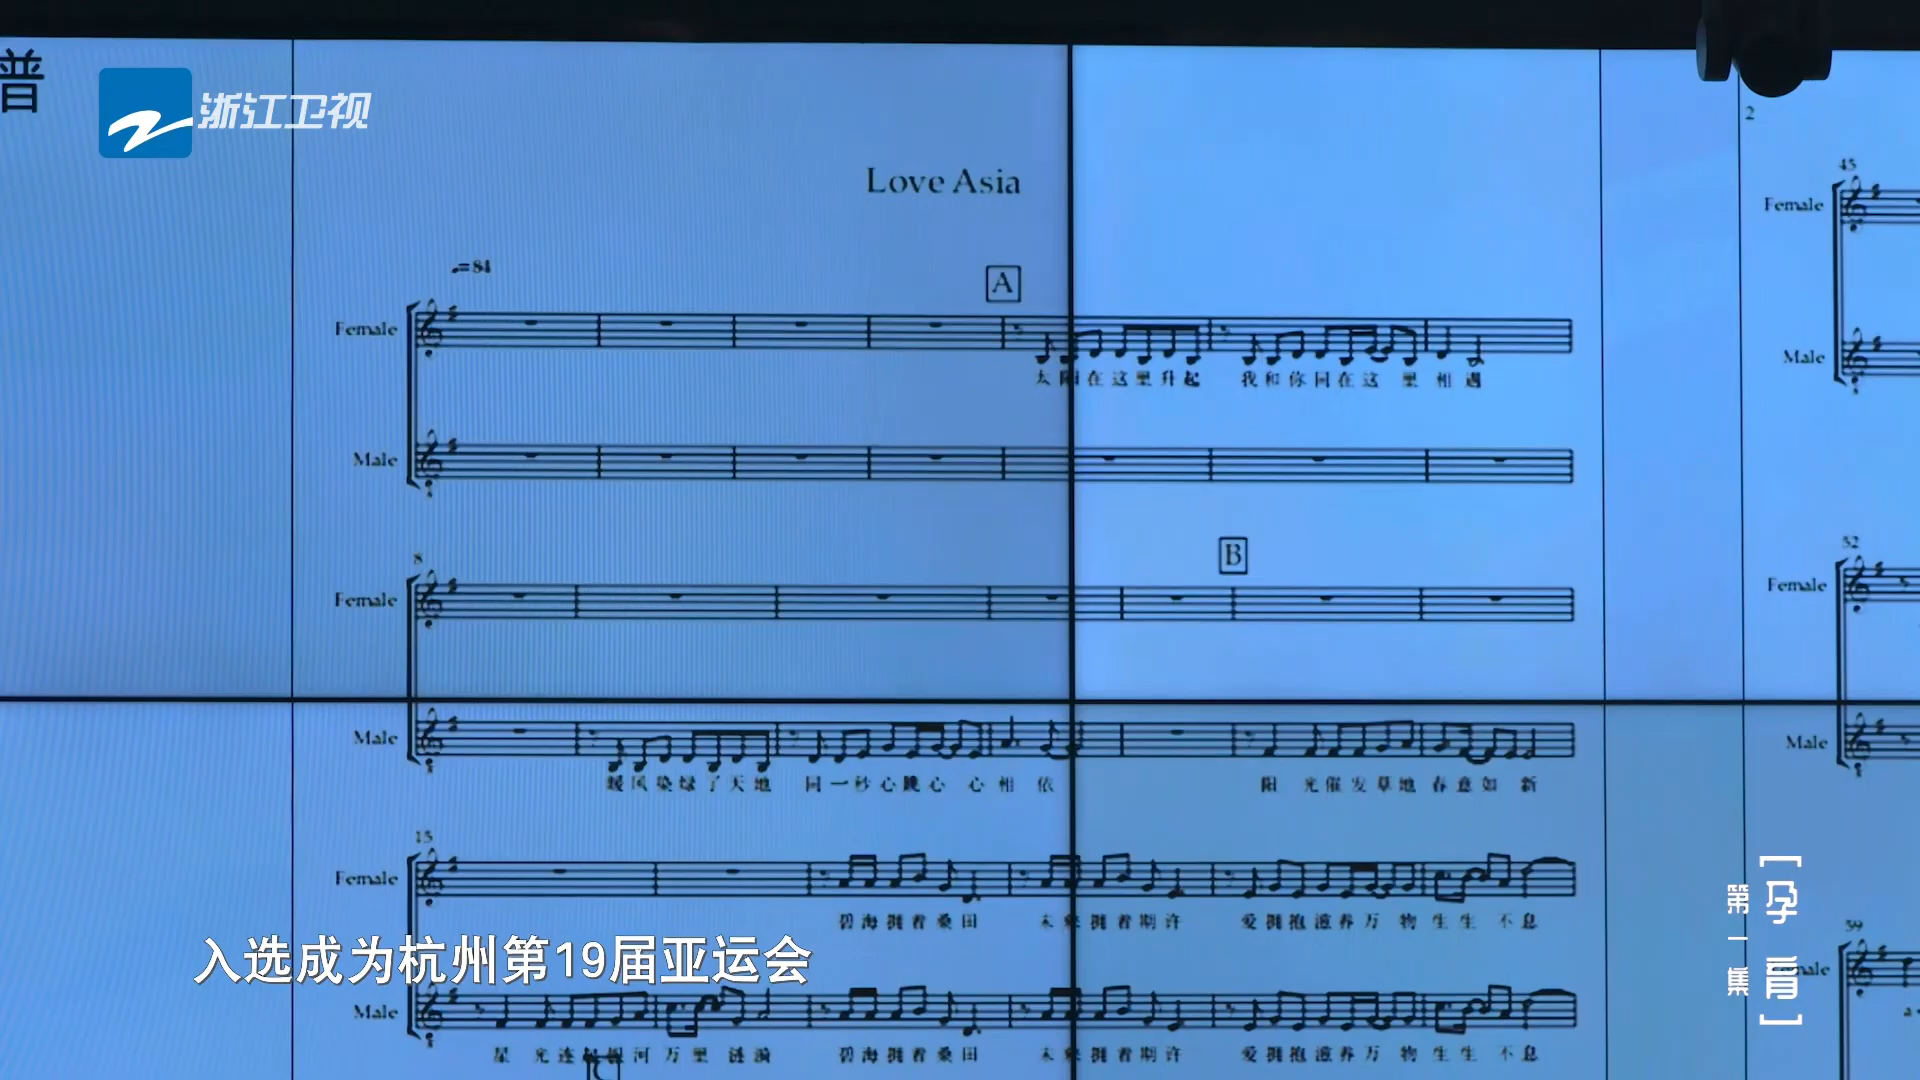 普
浙江卫视
Love Asia
2
45
=84
A
Female
Female
太阳在这里升起 我和你同在这里相遇
Male
Male
8
B
52
Female
Female
Male
Male
暖风染绿了天地 同一秒心跳心心相依 阳光催发草地春意如新
15
Female
碧海拥着桑田 未来拥着期许 爱拥抱滋养万物生生不息
59
入选成为杭州第19届亚运会
Male
碧海拥着桑田 未来拥着期许 爱拥抱滋养万物生生不息
第一集
[孕育]